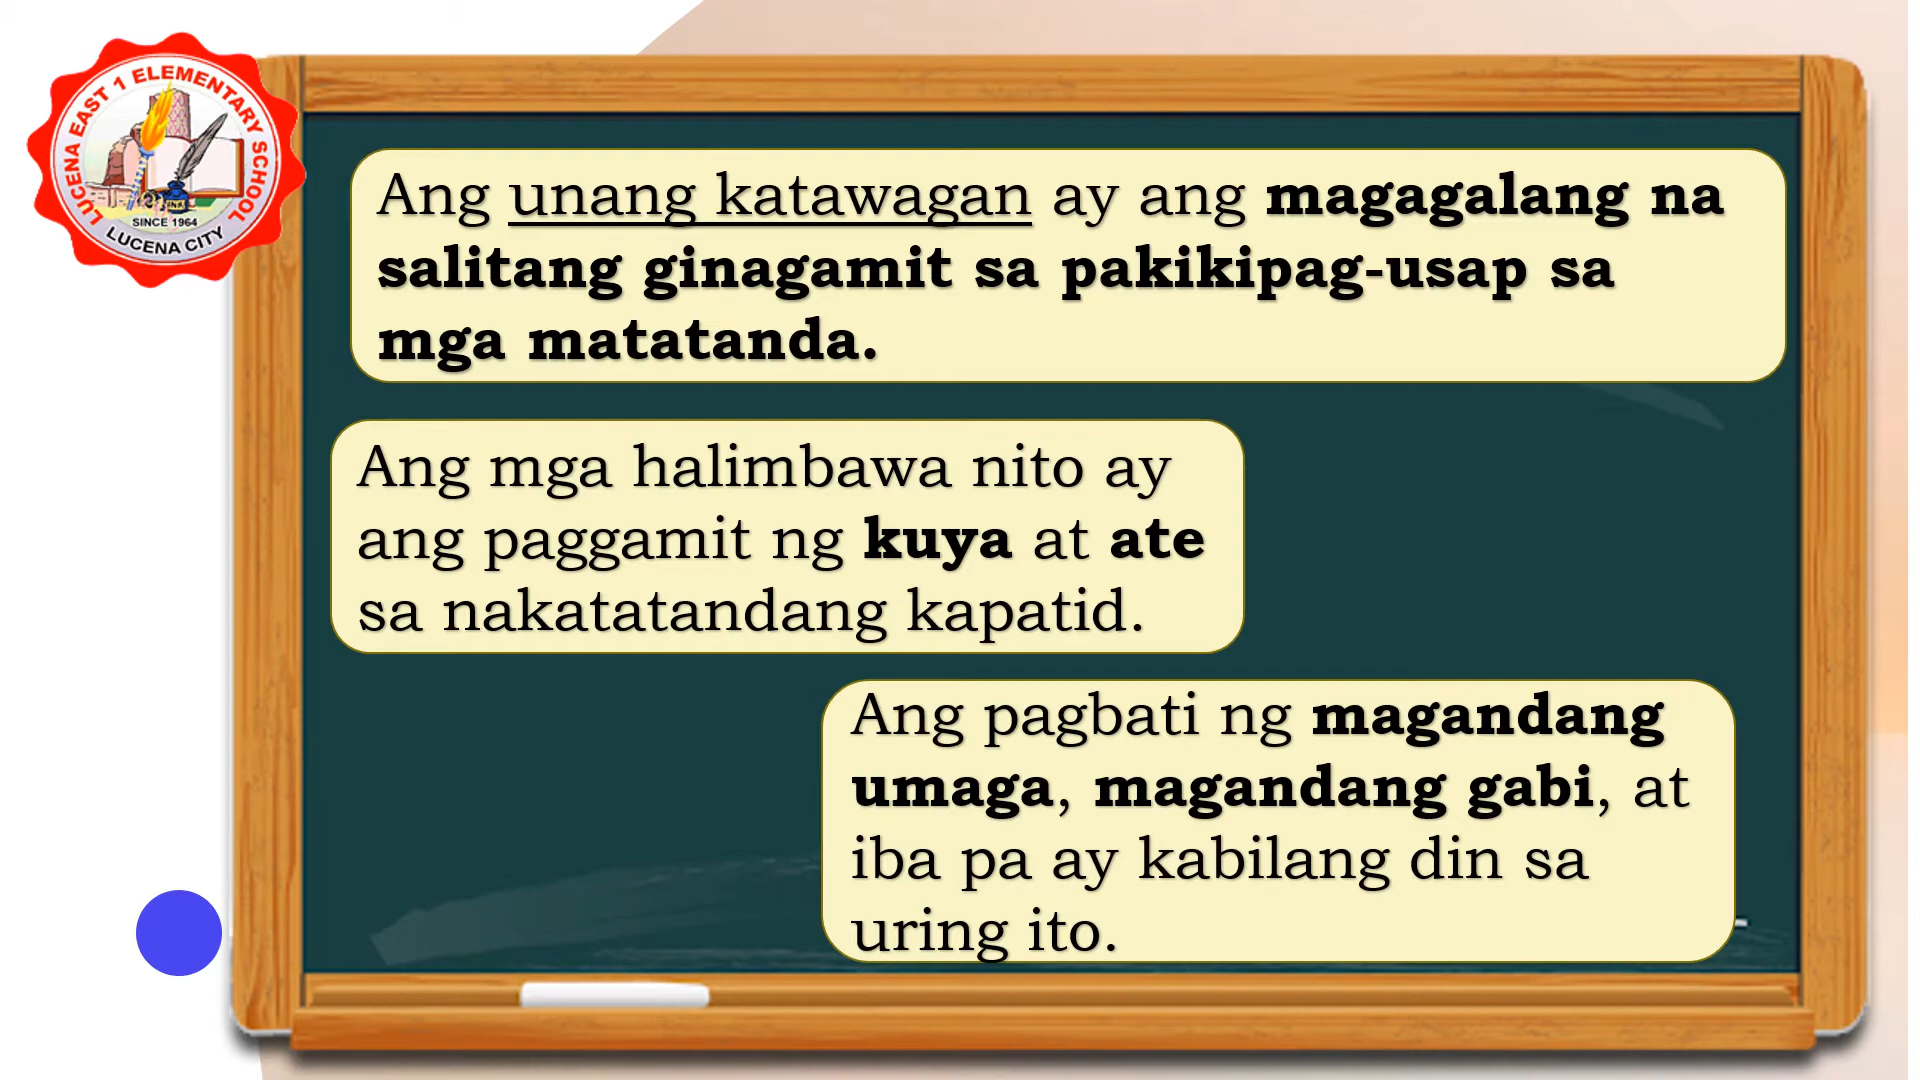 LUCENA EAST 1 ELEMENTARY SCHOOL
INK
SINCE 1964
LUCENA CITY
Ang unang katawagan ay ang magagalang na
salitang ginagamit sa pakikipag-usap sa
mga matatanda.
Ang mga halimbawa nito ay
ang paggamit ng kuya at ate
sa nakatatandang kapatid.
Ang pagbati ng magandang
umaga, magandang gabi, at
iba pa ay kabilang din sa
uring ito.